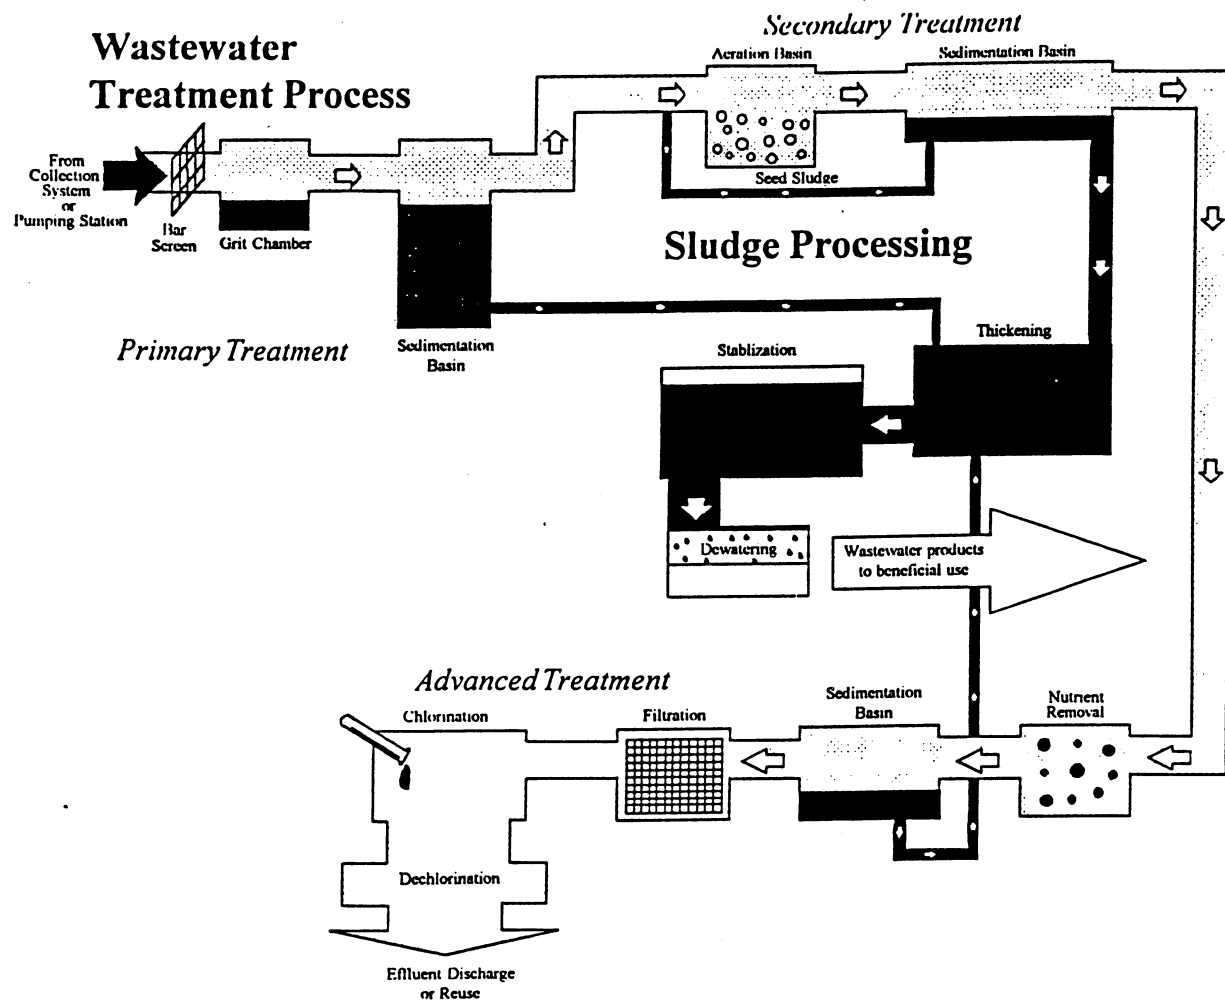 Wastewater
Treatment Process
Secondary Treatment
Aeration Basin
Sedimentation Basin
From
Collection
System
or
Pumping Station
Bar
Screen
Grit Chamber
Seed Sludge
Sludge Processing
Primary Treatment
Sedimentation
Basin
Thickening
Stablization
Dewatering
Wastewater products
to beneficial use
Advanced Treatment
Chlorination
Filtration
Sedimentation
Basin
Nutrient
Removal
Dechlorination
Effluent Discharge
or Reuse